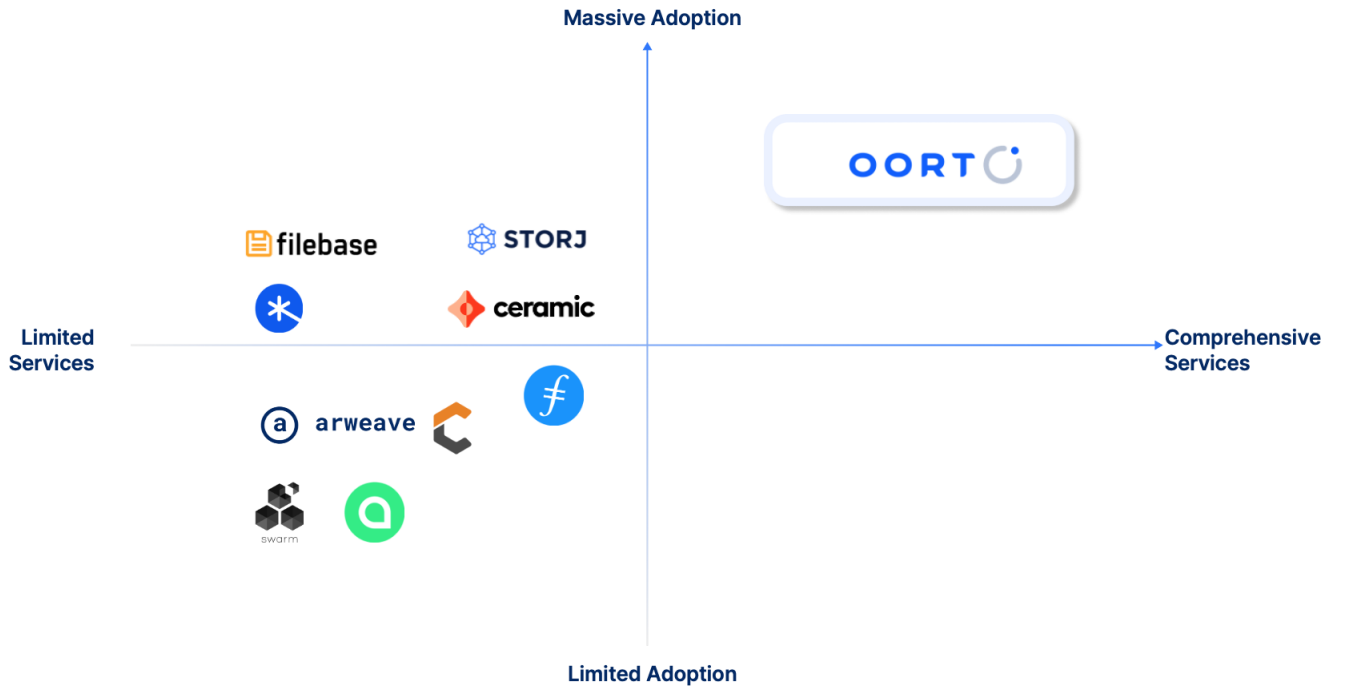 Massive Adoption
OORT
filebase
STORJ
ceramic
Limited
Services
Comprehensive
Services
a arweave
swarm
Limited Adoption